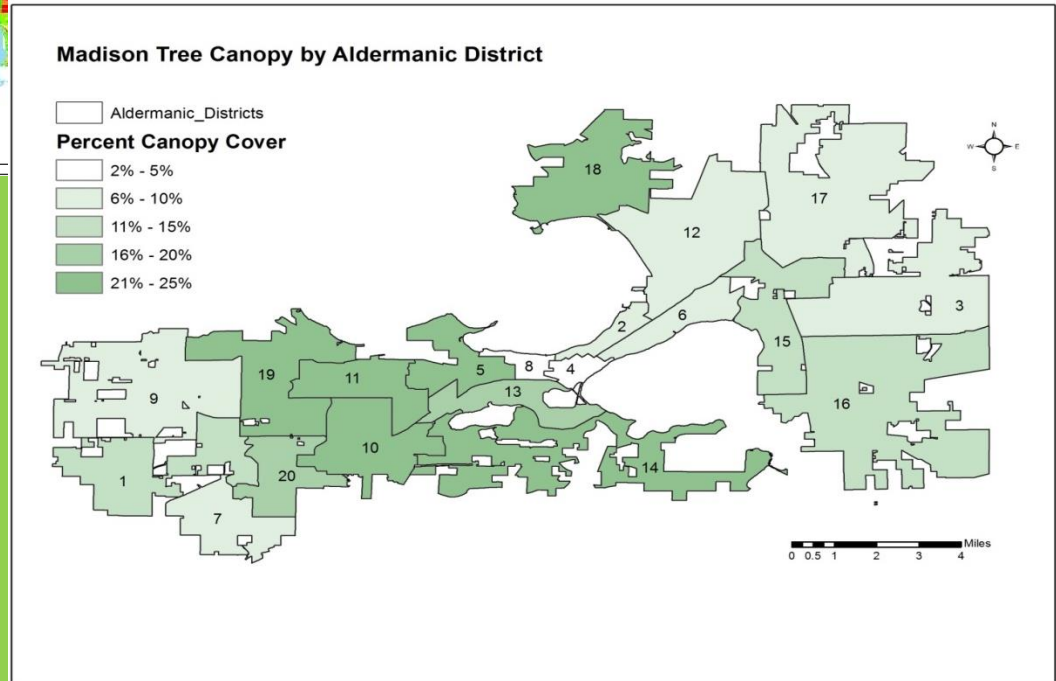 Madison Tree Canopy by Aldermanic District
Aldermanic_Districts
Percent Canopy Cover
2% - 5%
6% - 10%
11% - 15%
16% - 20%
21% - 25%
N
W E
S
18
17
12
3
2
6
15
8
4
5
19
11
13
9
16
10
14
1
20
7
Miles
0 0.5 1 2 3 4